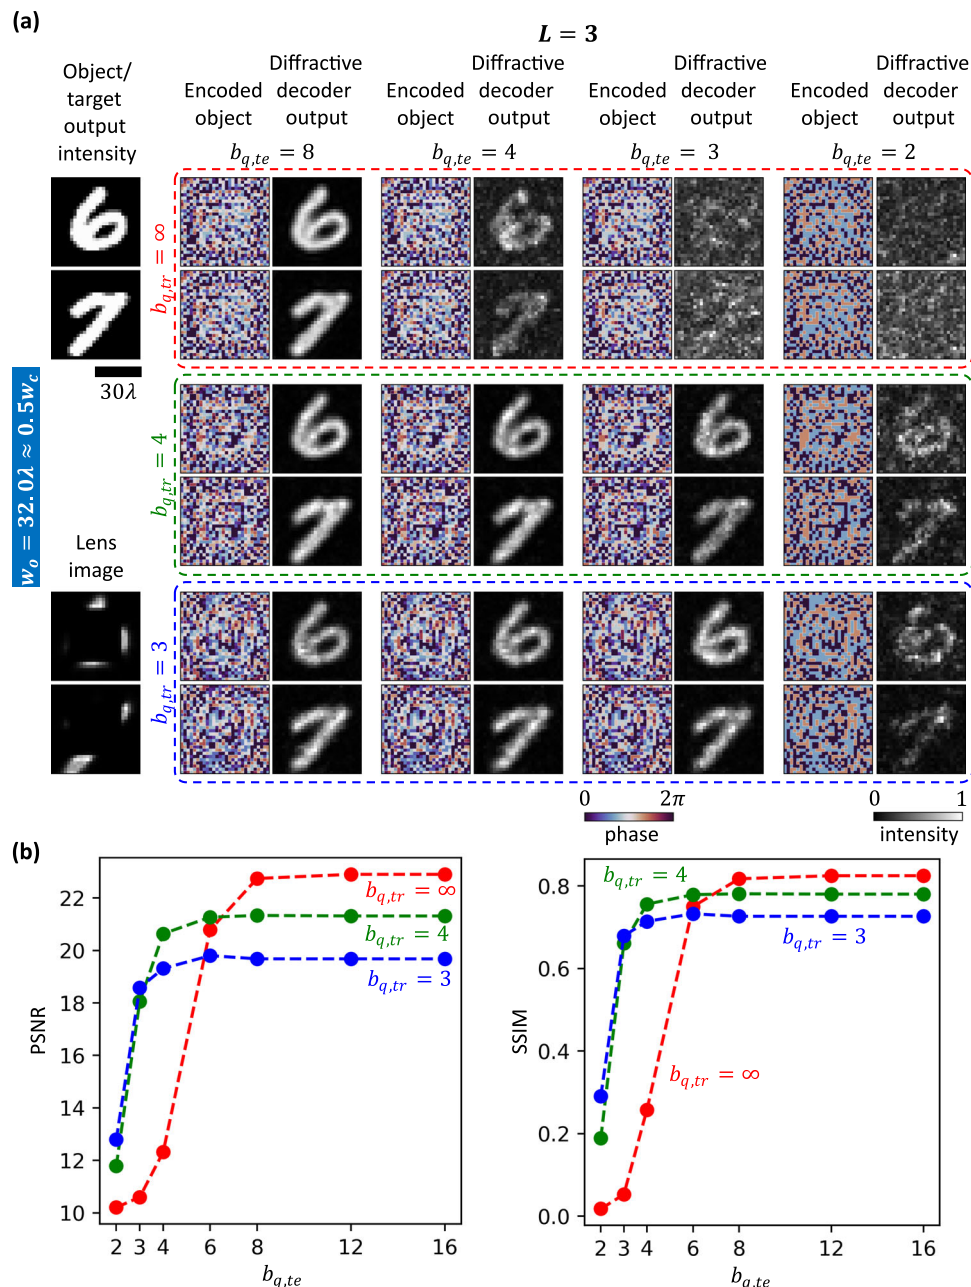 (a)
L = 3
Object/
target
output
intensity
Encoded
object
Diffractive
decoder
output
Encoded
object
Diffractive
decoder
output
Encoded
object
Diffractive
decoder
output
Encoded
object
Diffractive
decoder
output
b_{q,te} = 8
b_{q,te} = 4
b_{q,te} = 3
b_{q,te} = 2
b_{q,tr} = ∞
30λ
w_o = 32.0λ ≈ 0.5w_c
b_{q,tr} = 4
Lens
image
b_{q,tr} = 3
0 2π
phase
0 1
intensity
(b)
PSNR
22
20
18
16
14
12
10
2 3 4 6 8 12 16
b_{q,te}
b_{q,tr} = ∞
b_{q,tr} = 4
b_{q,tr} = 3
SSIM
0.8
0.6
0.4
0.2
0.0
2 3 4 6 8 12 16
b_{q,te}
b_{q,tr} = 4
b_{q,tr} = 3
b_{q,tr} = ∞